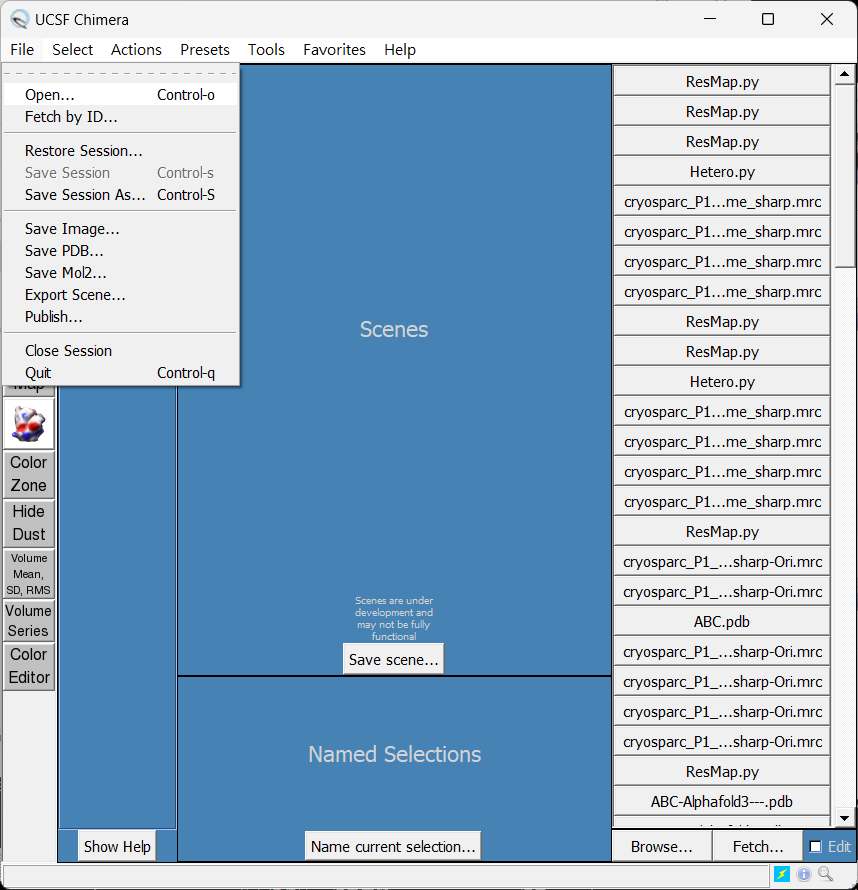 UCSF Chimera
File Select Actions Presets Tools Favorites Help
Open... Control-o
Fetch by ID...
Restore Session...
Save Session Control-s
Save Session As... Control-S
Save Image...
Save PDB...
Save Mol2...
Export Scene...
Publish...
Close Session
Quit Control-q
Map
Color
Zone
Hide
Dust
Volume
Mean,
SD, RMS
Volume
Series
Color
Editor
Show Help
Scenes
Scenes are under
development and
may not be fully
functional
Save scene...
Named Selections
Name current selection...
ResMap.py
ResMap.py
ResMap.py
Hetero.py
cryosparc_P1...me_sharp.mrc
cryosparc_P1...me_sharp.mrc
cryosparc_P1...me_sharp.mrc
cryosparc_P1...me_sharp.mrc
ResMap.py
ResMap.py
Hetero.py
cryosparc_P1...me_sharp.mrc
cryosparc_P1...me_sharp.mrc
cryosparc_P1...me_sharp.mrc
cryosparc_P1...me_sharp.mrc
ResMap.py
cryosparc_P1_...sharp-Ori.mrc
cryosparc_P1_...sharp-Ori.mrc
ABC.pdb
cryosparc_P1_...sharp-Ori.mrc
cryosparc_P1_...sharp-Ori.mrc
cryosparc_P1_...sharp-Ori.mrc
cryosparc_P1_...sharp-Ori.mrc
ResMap.py
ABC-Alphafold3---.pdb
Browse... Fetch... Edit